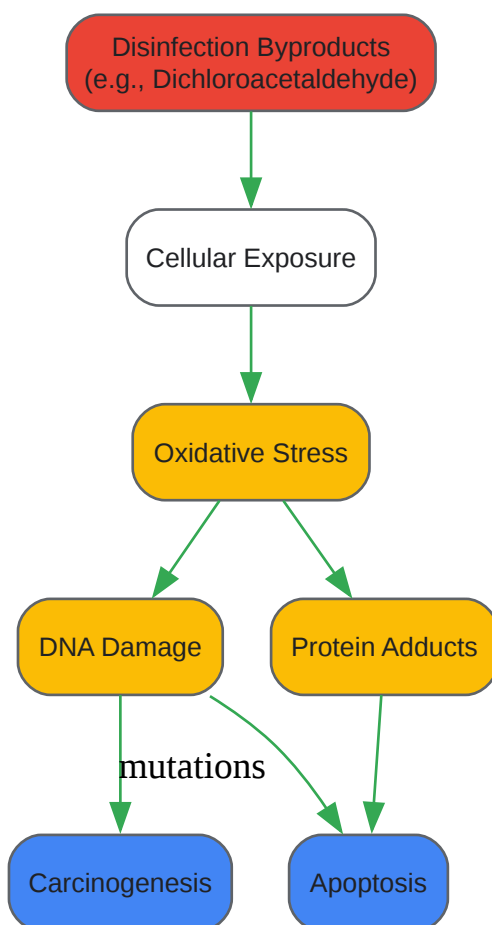 Disinfection Byproducts
(e.g., Dichloroacetaldehyde)
Cellular Exposure
Oxidative Stress
DNA Damage
Protein Adducts
mutations
Carcinogenesis
Apoptosis